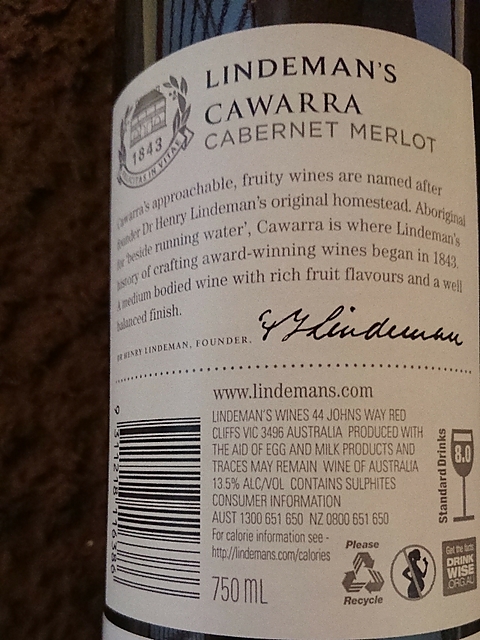 LINDEMAN'S
CAWARRA
CABERNET MERLOT
1843
Cawarra's approachable, fruity wines are named after
founder Dr Henry Lindeman's original homestead. Aboriginal
for 'beside running water', Cawarra is where Lindeman's
history of crafting award-winning wines began in 1843.
A medium bodied wine with rich fruit flavours and a well
balanced finish.
DR HENRY LINDEMAN, FOUNDER.
Lindeman
www.lindemans.com
LINDEMAN'S WINES 44 JOHNS WAY RED
CLIFFS VIC 3496 AUSTRALIA PRODUCED WITH
THE AID OF EGG AND MILK PRODUCTS AND
TRACES MAY REMAIN WINE OF AUSTRALIA
13.5% ALC/VOL CONTAINS SULPHITES
CONSUMER INFORMATION
AUST 1300 651 650 NZ 0800 651 650
For calorie information see -
http://lindemans.com/calories
750 mL
9 311218 116366
Standard Drinks
8.0
Please
Recycle
Get the facts
DRINK
WISE
.ORG.AU